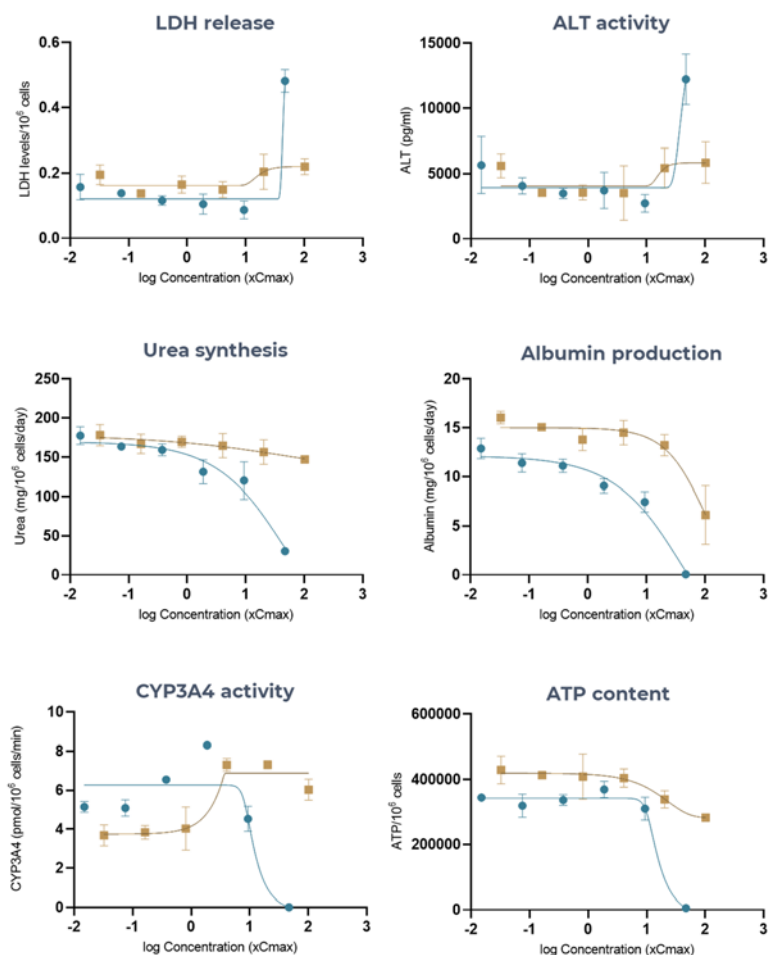 LDH release
LDH levels/10⁶ cells
0.6
0.4
0.2
0.0
-2 -1 0 1 2 3
log Concentration (xCmax)
ALT activity
ALT (pg/ml)
15000
10000
5000
0
-2 -1 0 1 2 3
log Concentration (xCmax)
Urea synthesis
Urea (mg/10⁶ cells/day)
250
200
150
100
50
0
-2 -1 0 1 2 3
log Concentration (xCmax)
Albumin production
Albumin (mg/10⁶ cells/day)
20
15
10
5
0
-2 -1 0 1 2 3
log Concentration (xCmax)
CYP3A4 activity
CYP3A4 (pmol/10⁶ cells/min)
10
8
6
4
2
0
-2 -1 0 1 2 3
log Concentration (xCmax)
ATP content
ATP/10⁶ cells
600000
400000
200000
0
-2 -1 0 1 2 3
log Concentration (xCmax)